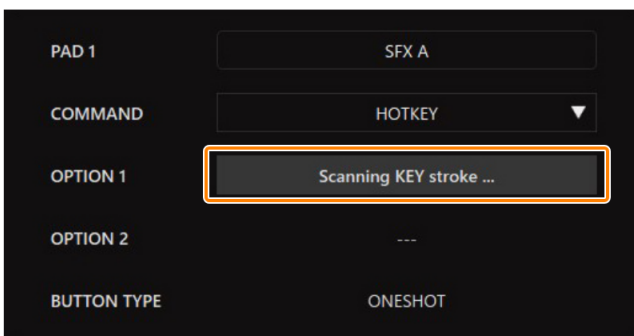 PAD 1
SFX A
COMMAND
HOTKEY
OPTION 1
Scanning KEY stroke ...
OPTION 2
---
BUTTON TYPE
ONESHOT